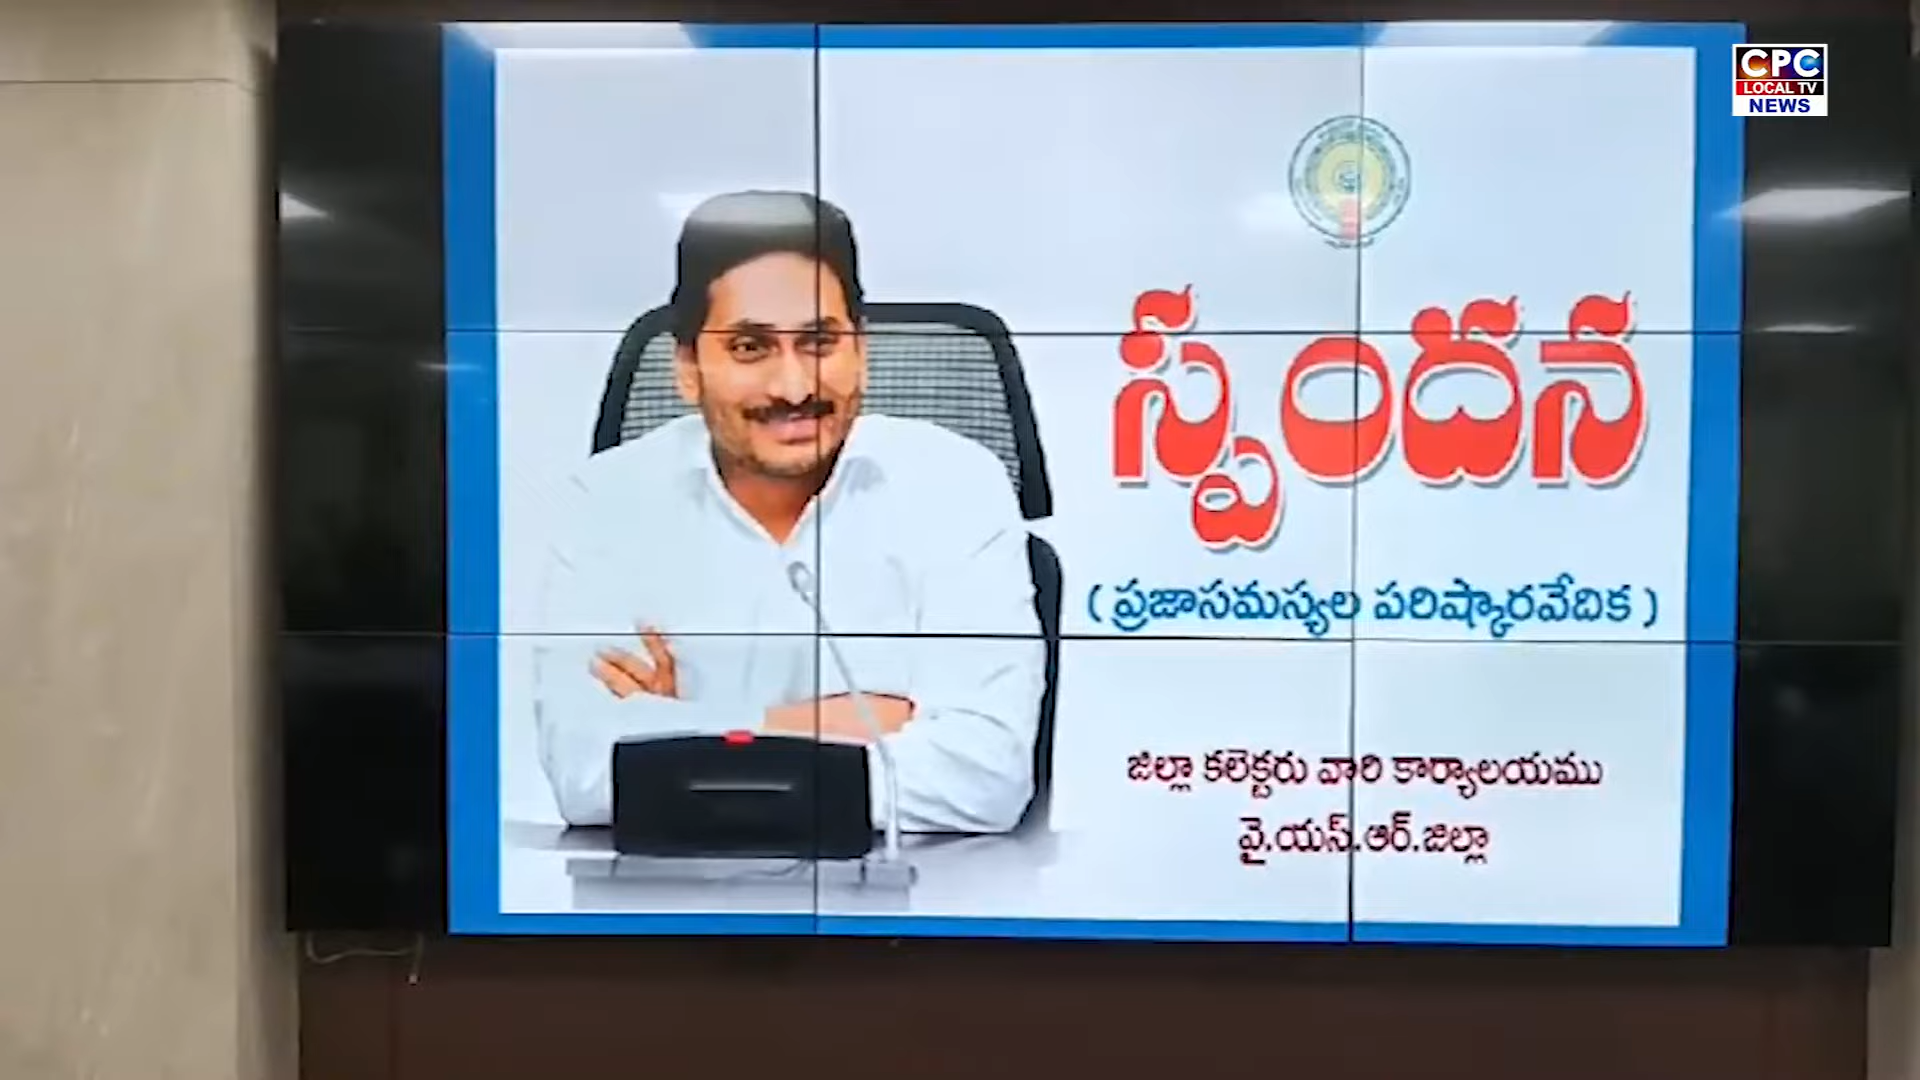 CPC
LOCAL TV
NEWS
స్పందన
( ప్రజాసమస్యల పరిష్కారవేదిక )
జిల్లా కలెక్టరు వారి కార్యాలయము
వై.యస్.ఆర్.జిల్లా